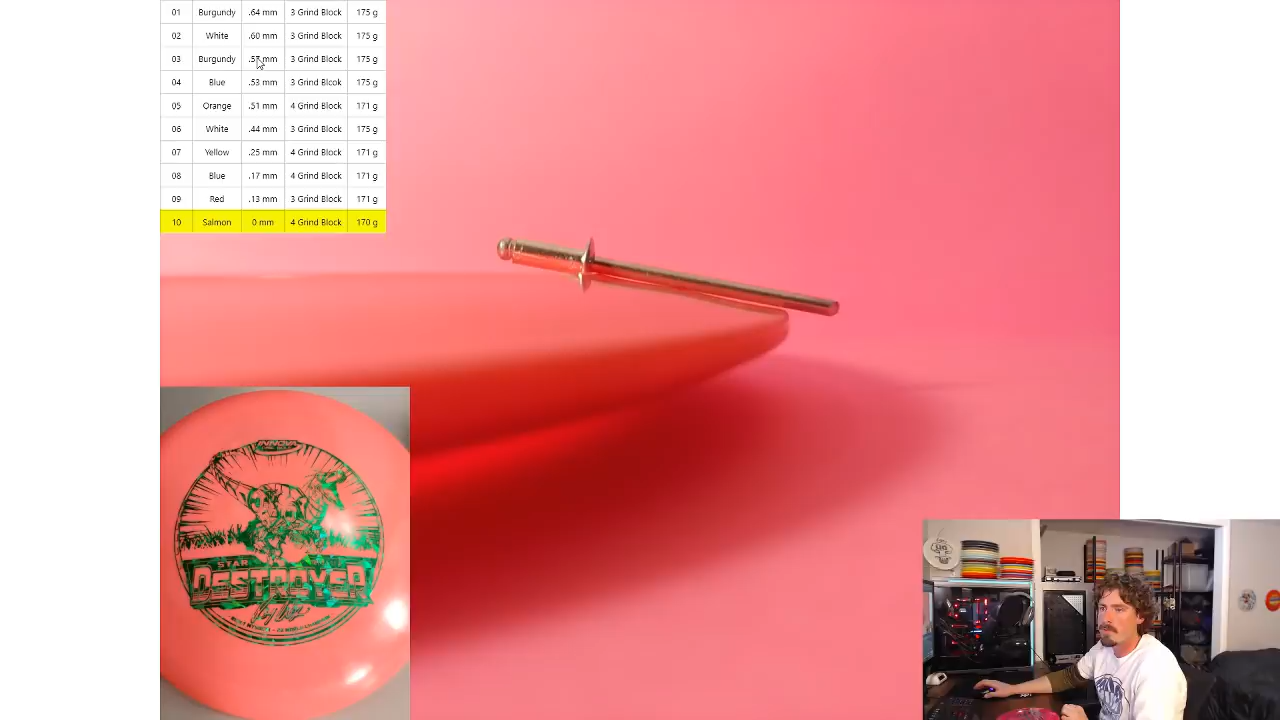 01 Burgundy .64 mm 3 Grind Block 175 g
02 White .60 mm 3 Grind Block 175 g
03 Burgundy mm 3 Grind Block 175 g
04 Blue .53 mm 3 Grind Block 175 g
05 Orange .51 mm 4 Grind Block 171 g
06 White .44 mm 3 Grind Block 175 g
07 Yellow .25 mm 4 Grind Block 171 g
08 Blue .17 mm 4 Grind Block 171 g
09 Red .13 mm 3 Grind Block 171 g
10 Salmon 0 mm 4 Grind Block 170 g
INNOVA
STAR
DESTROYER